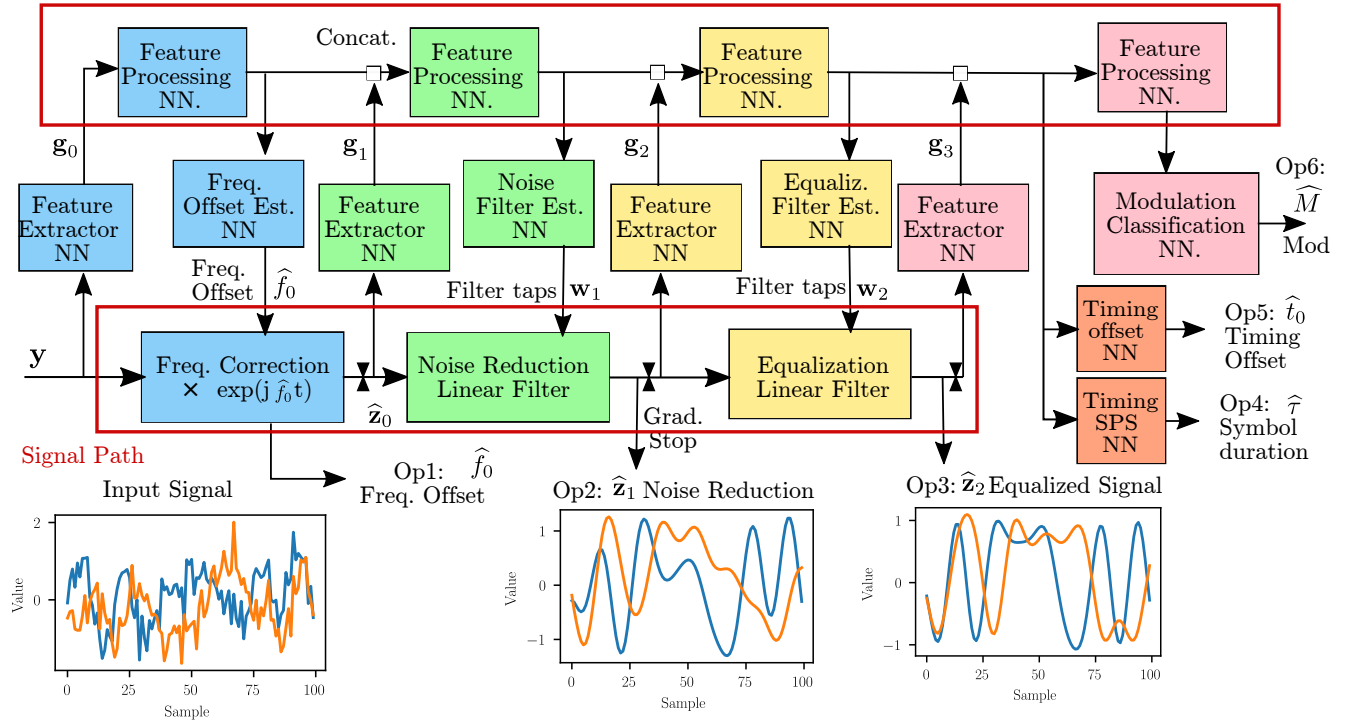 Concat.
Feature
Processing
NN.
Feature
Processing
NN.
Feature
Processing
NN.
Feature
Processing
NN.
g₀
g₁
g₂
g₃
Feature
Extractor
NN
Freq.
Offset Est.
NN
Feature
Extractor
NN
Noise
Filter Est.
NN
Feature
Extractor
NN
Equaliz.
Filter Est.
NN
Feature
Extractor
NN
Modulation
Classification
NN.
Op6:
M̂
Mod
Freq.
Offset
f̂₀
Filter taps w₁
Filter taps w₂
y
Freq. Correction
× exp(j f̂₀t)
ẑ₀
Noise Reduction
Linear Filter
Grad.
Stop
Equalization
Linear Filter
Timing
offset
NN
Op5: t̂₀
Timing
Offset
Timing
SPS
NN
Op4: τ̂
Symbol
duration
Signal Path
Op1: f̂₀
Freq. Offset
Input Signal
2
0
Value
0 25 50 75 100
Sample
Op2: ẑ₁ Noise Reduction
1
0
−1
Value
0 25 50 75 100
Sample
Op3: ẑ₂ Equalized Signal
1
0
−1
Value
0 25 50 75 100
Sample